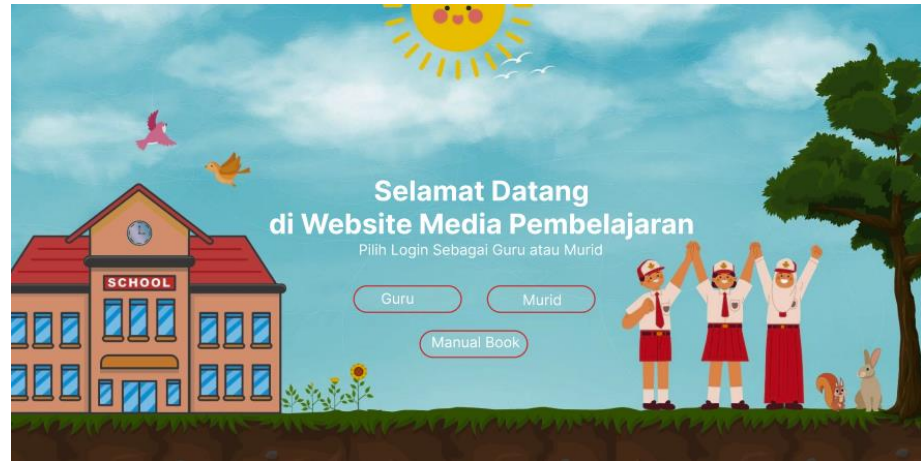 Selamat Datang
di Website Media Pembelajaran
Pilih Login Sebagai Guru atau Murid
SCHOOL
Guru
Murid
Manual Book